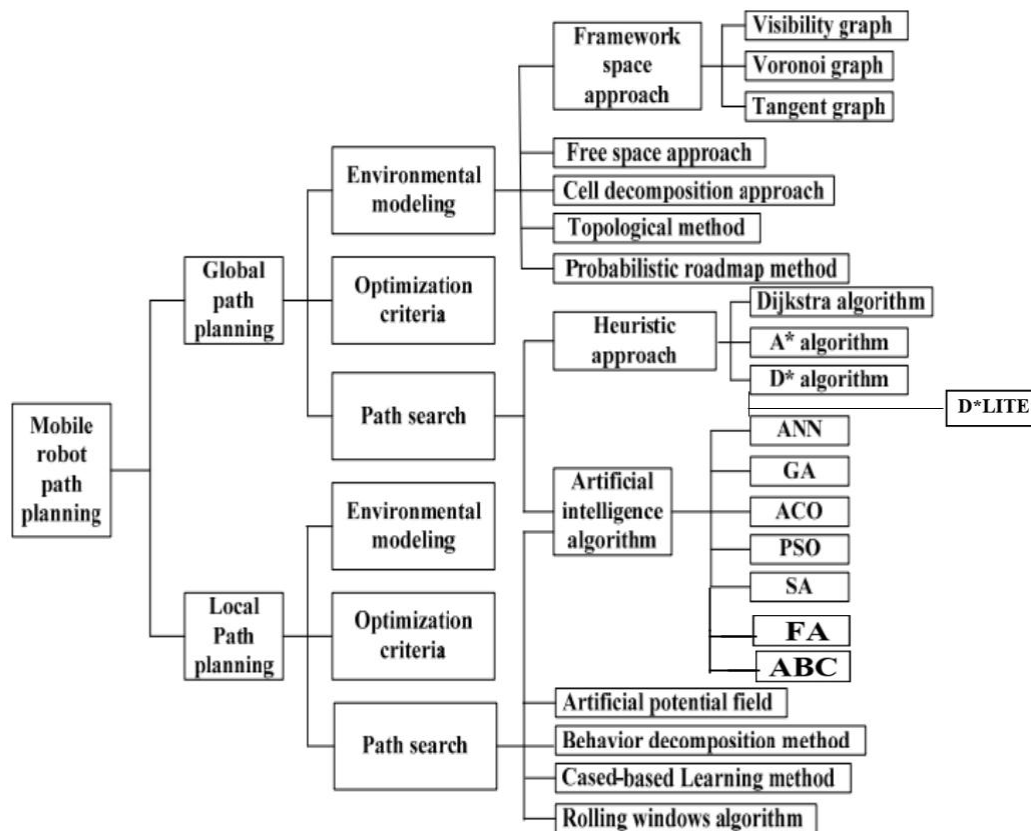 Mobile
robot
path
planning
Global
path
planning
Local
Path
planning
Environmental
modeling
Optimization
criteria
Path search
Environmental
modeling
Optimization
criteria
Path search
Framework
space
approach
Visibility graph
Voronoi graph
Tangent graph
Free space approach
Cell decomposition approach
Topological method
Probabilistic roadmap method
Heuristic
approach
Dijkstra algorithm
A* algorithm
D* algorithm
D*LITE
Artificial
intelligence
algorithm
ANN
GA
ACO
PSO
SA
FA
ABC
Artificial potential field
Behavior decomposition method
Cased-based Learning method
Rolling windows algorithm